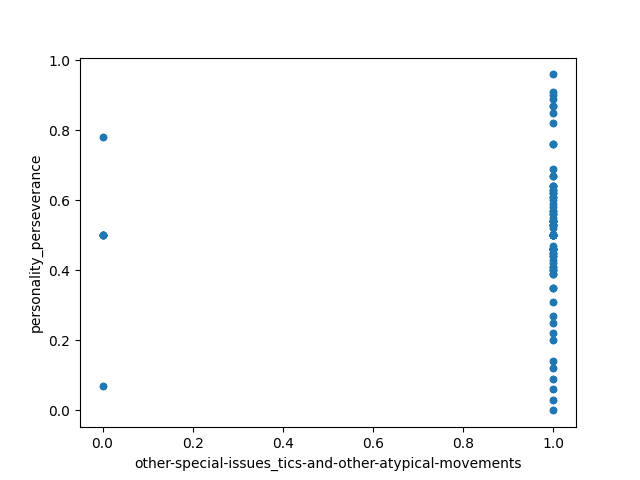 1.0
0.8
0.6
0.4
0.2
0.0
personality_perseverance
0.0 0.2 0.4 0.6 0.8 1.0
other-special-issues_tics-and-other-atypical-movements